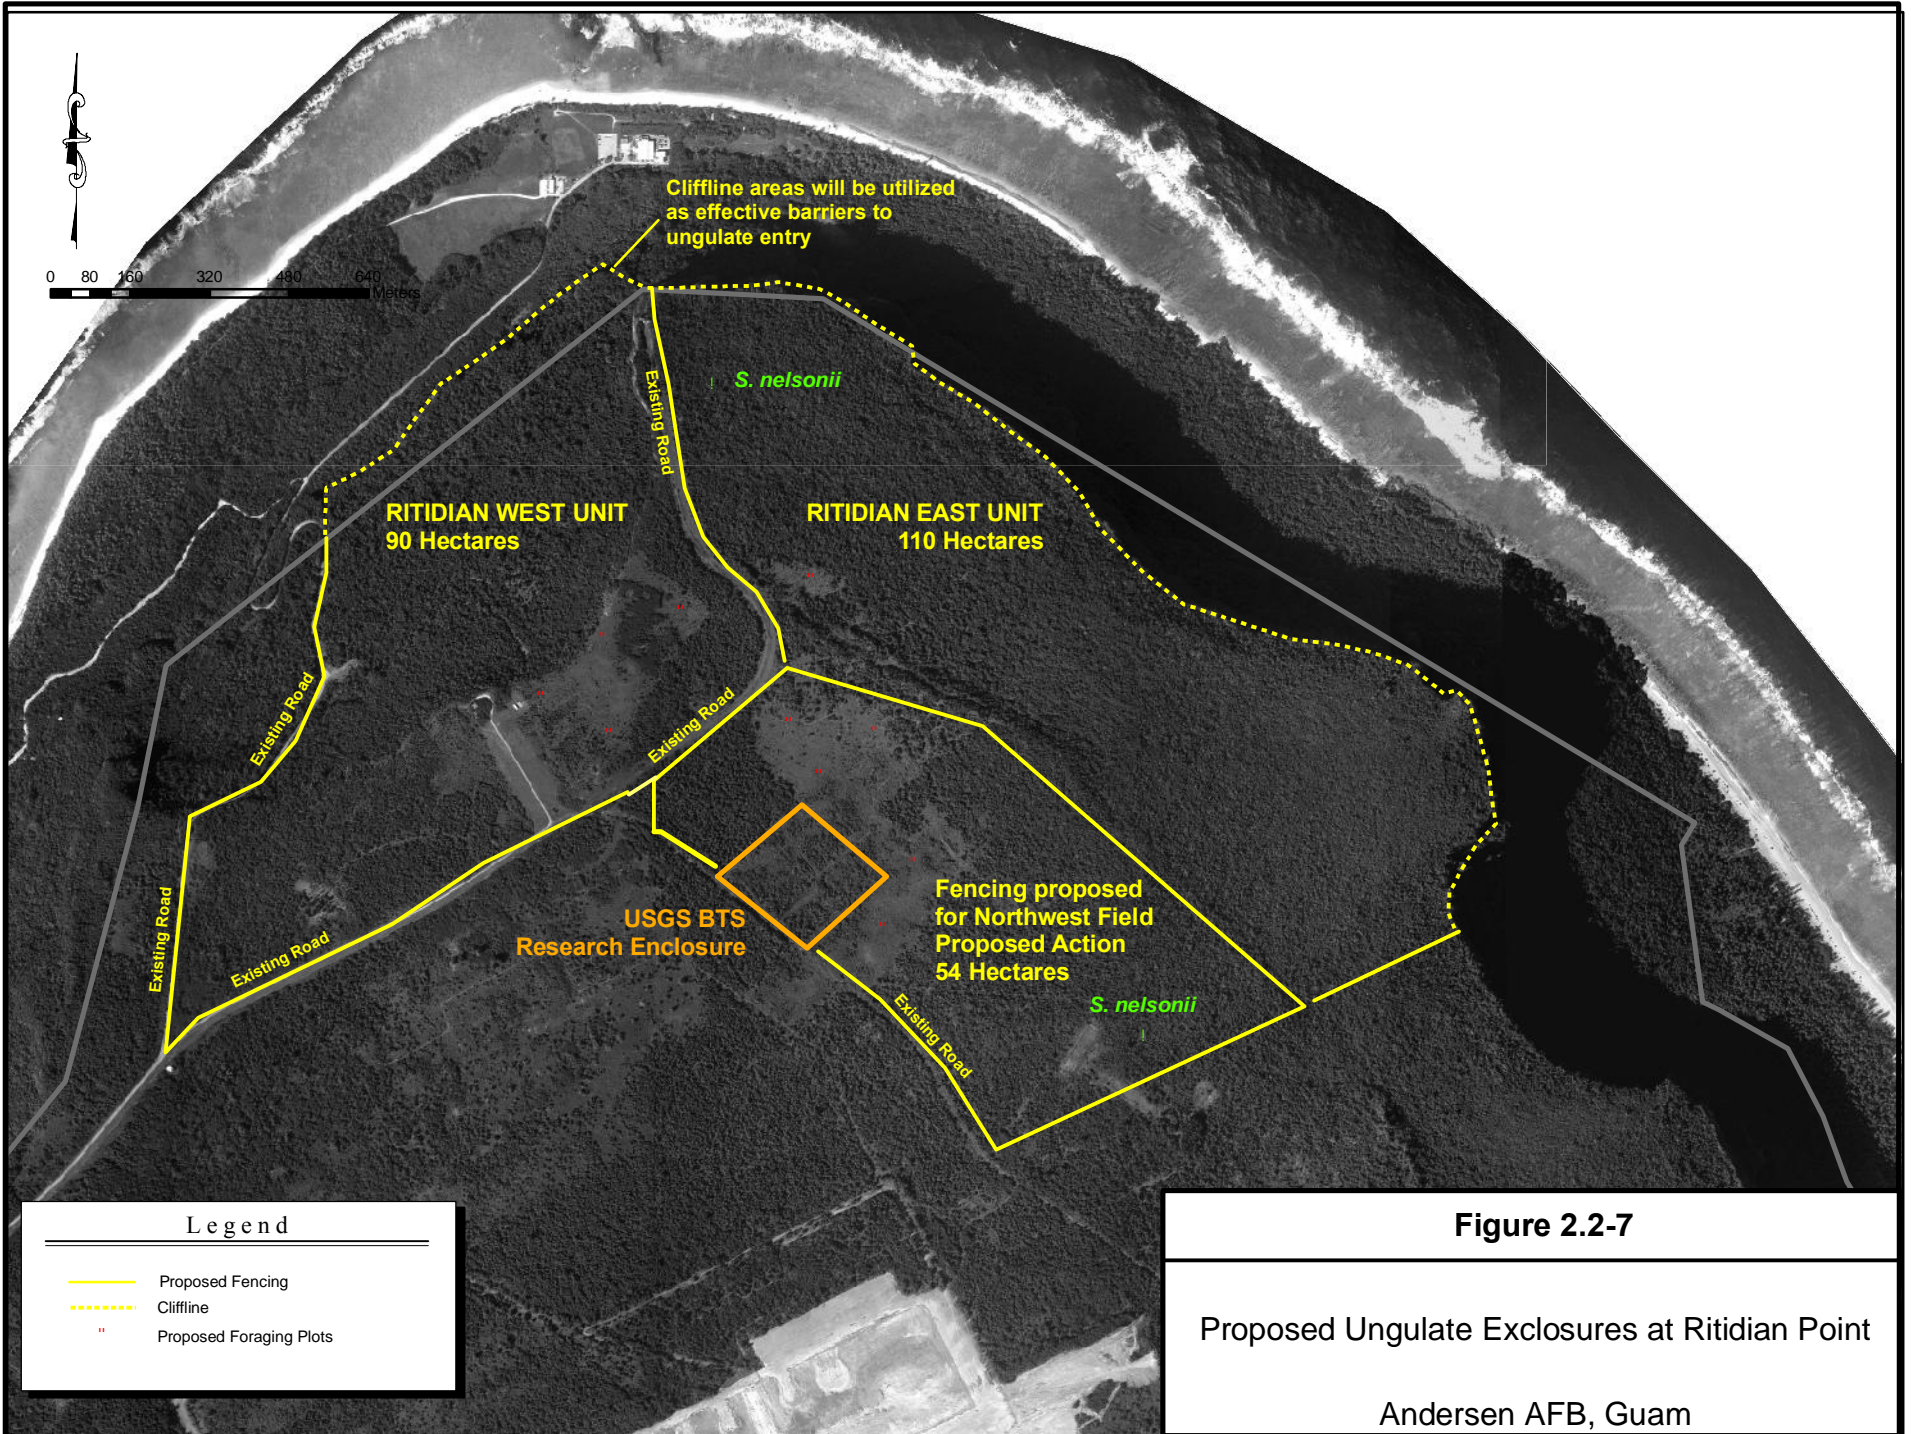 0 80 160 320 480 640
Meters
Cliffline areas will be utilized
as effective barriers to
ungulate entry
S. nelsonii
Existing Road
RITIDIAN WEST UNIT
90 Hectares
RITIDIAN EAST UNIT
110 Hectares
Existing Road
Existing Road
Existing Road
Existing Road
USGS BTS
Research Enclosure
Fencing proposed
for Northwest Field
Proposed Action
54 Hectares
S. nelsonii
Existing Road
Legend
Proposed Fencing
Cliffline
" Proposed Foraging Plots
Figure 2.2-7
Proposed Ungulate Exclosures at Ritidian Point
Andersen AFB, Guam